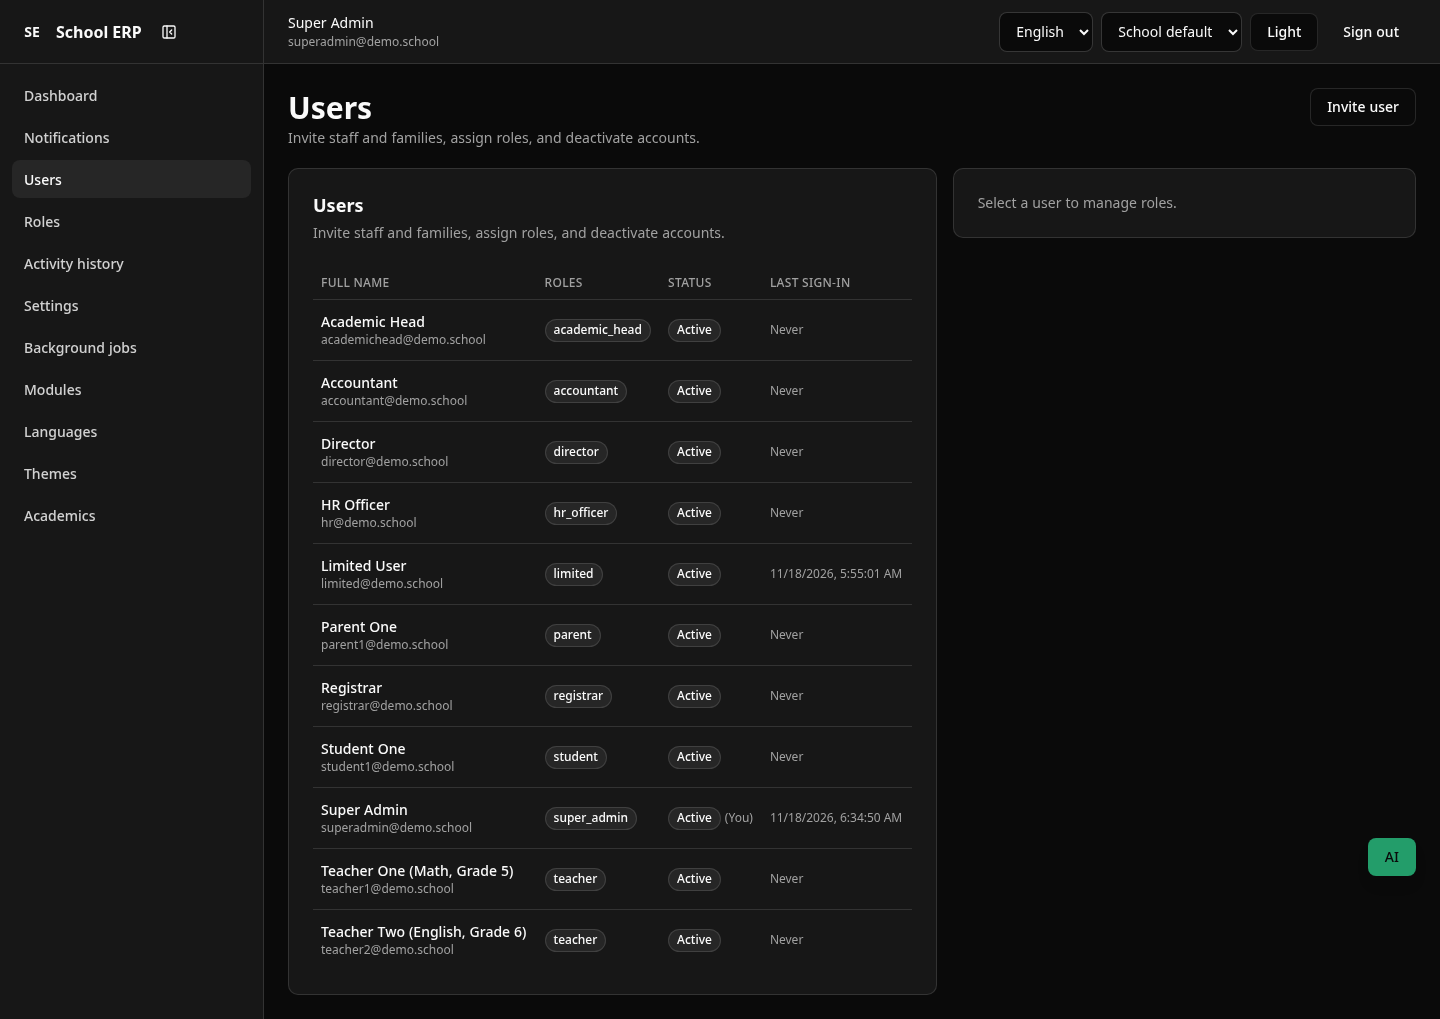 SE School ERP
Super Admin
superadmin@demo.school
English
School default
Light
Sign out
Dashboard
Notifications
Users
Roles
Activity history
Settings
Background jobs
Modules
Languages
Themes
Academics
Users
Invite staff and families, assign roles, and deactivate accounts.
Invite user
Users
Invite staff and families, assign roles, and deactivate accounts.
FULL NAME ROLES STATUS LAST SIGN-IN
Academic Head
academichead@demo.school
academic_head Active Never
Accountant
accountant@demo.school
accountant Active Never
Director
director@demo.school
director Active Never
HR Officer
hr@demo.school
hr_officer Active Never
Limited User
limited@demo.school
limited Active 11/18/2026, 5:55:01 AM
Parent One
parent1@demo.school
parent Active Never
Registrar
registrar@demo.school
registrar Active Never
Student One
student1@demo.school
student Active Never
Super Admin
superadmin@demo.school
super_admin Active (You) 11/18/2026, 6:34:50 AM
Teacher One (Math, Grade 5)
teacher1@demo.school
teacher Active Never
Teacher Two (English, Grade 6)
teacher2@demo.school
teacher Active Never
Select a user to manage roles.
AI